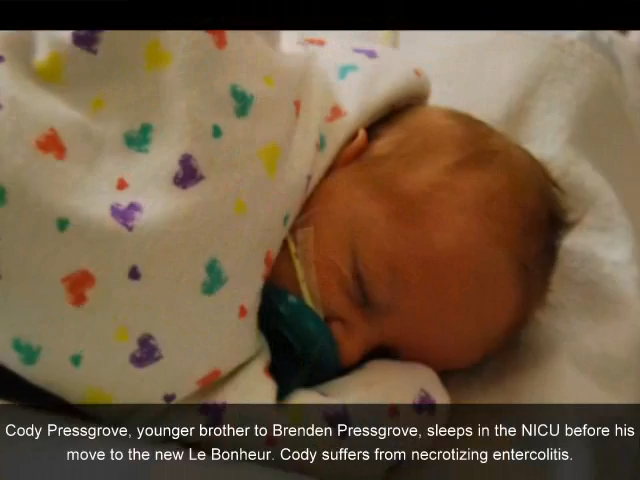 Cody Pressgrove, younger brother to Brenden Pressgrove, sleeps in the NICU before his
move to the new Le Bonheur. Cody suffers from necrotizing entercolitis.